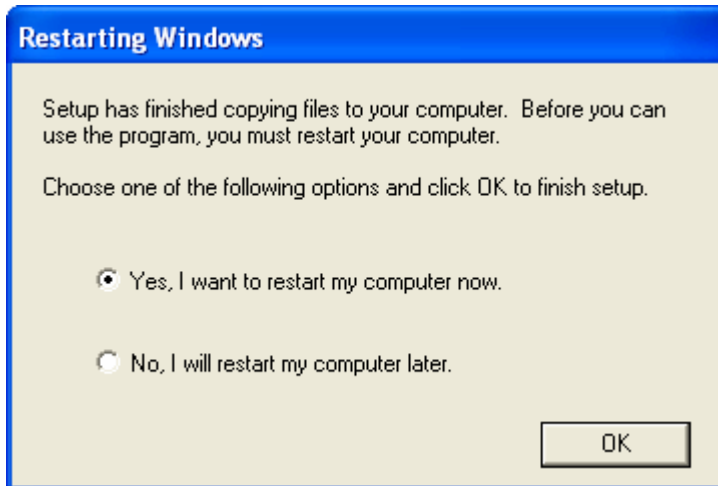 Restarting Windows
Setup has finished copying files to your computer.  Before you can
use the program, you must restart your computer.
Choose one of the following options and click OK to finish setup.
Yes, I want to restart my computer now.
No, I will restart my computer later.
OK